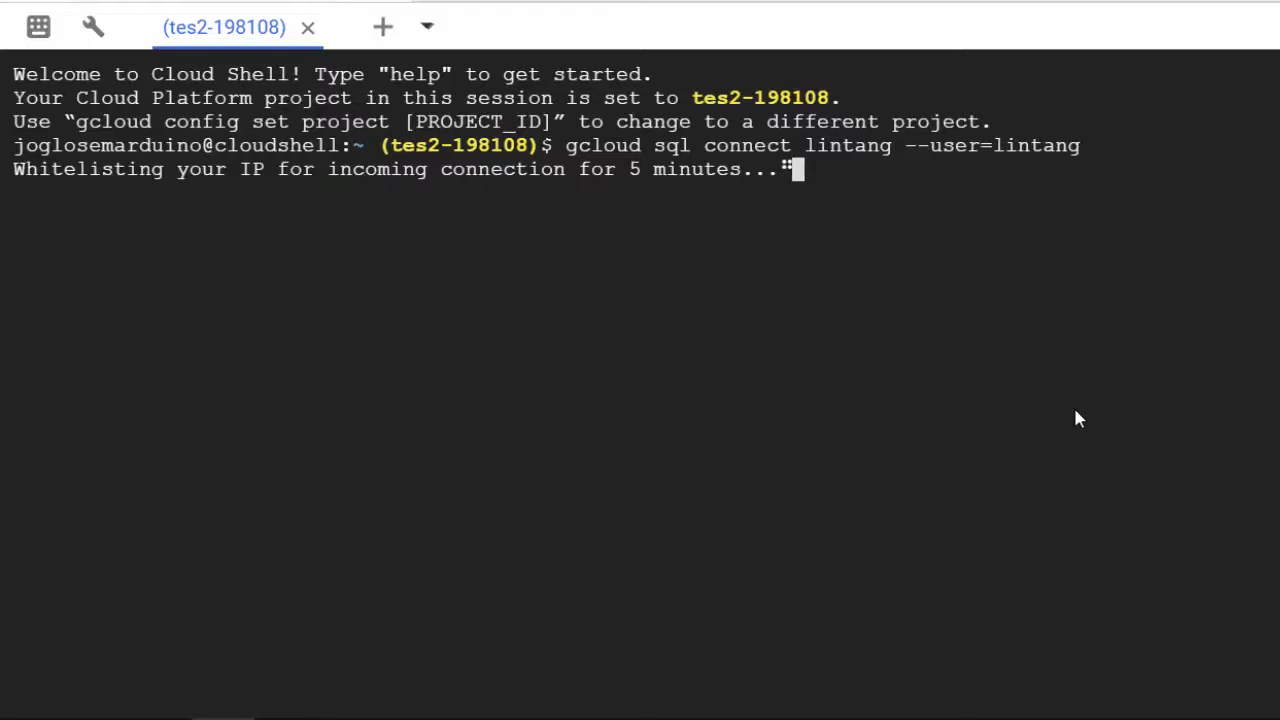 (tes2-198108)
Welcome to Cloud Shell! Type "help" to get started.
Your Cloud Platform project in this session is set to tes2-198108.
Use “gcloud config set project [PROJECT_ID]” to change to a different project.
joglosemarduino@cloudshell:~ (tes2-198108)$ gcloud sql connect lintang --user=lintang
Whitelisting your IP for incoming connection for 5 minutes...⠛